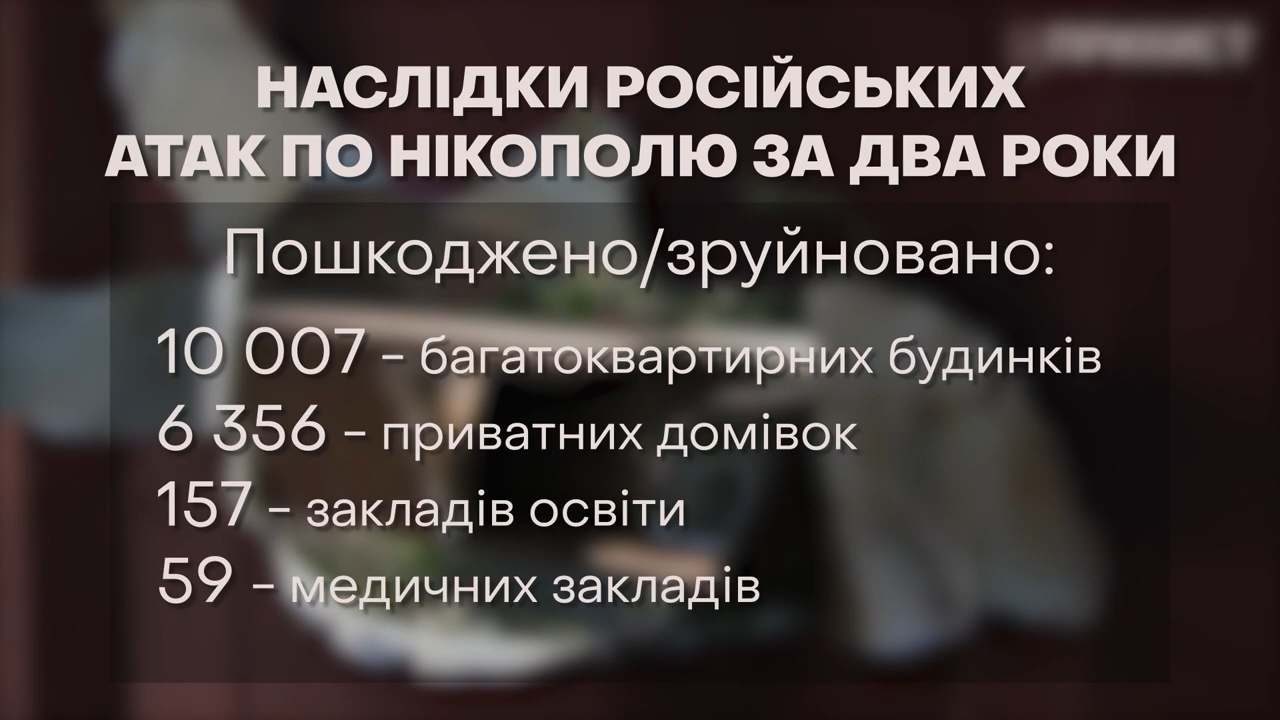 НАСЛІДКИ РОСІЙСЬКИХ
АТАК ПО НІКОПОЛЮ ЗА ДВА РОКИ
Пошкоджено/зруйновано:
10 007 – багатоквартирних будинків
6 356 – приватних домівок
157 – закладів освіти
59 – медичних закладів